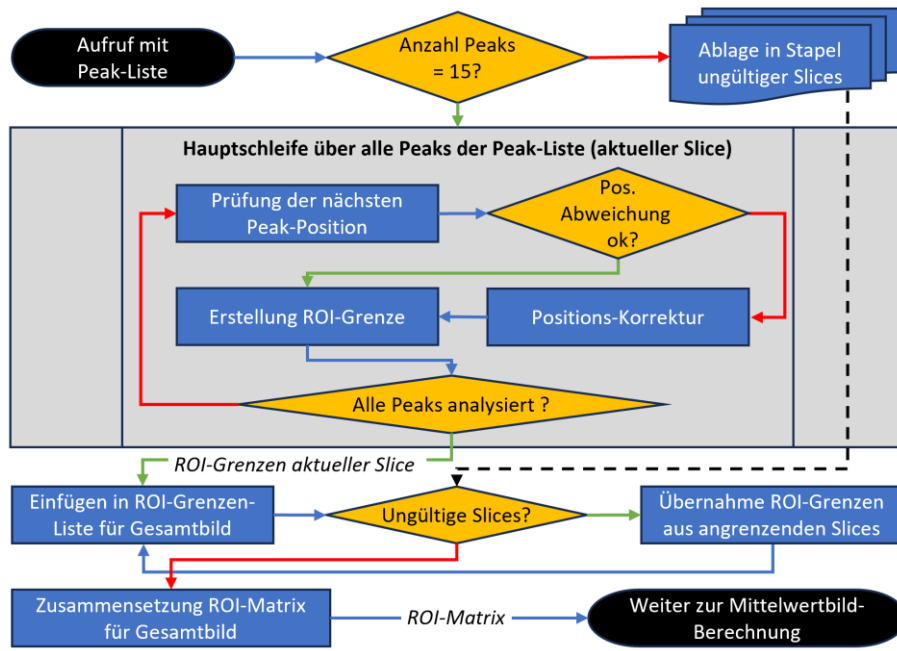 Aufruf mit
Peak-Liste
Anzahl Peaks
= 15?
Ablage in Stapel
ungültiger Slices
Hauptschleife über alle Peaks der Peak-Liste (aktueller Slice)
Prüfung der nächsten
Peak-Position
Pos.
Abweichung
ok?
Erstellung ROI-Grenze
Positions-Korrektur
Alle Peaks analysiert ?
ROI-Grenzen aktueller Slice
Einfügen in ROI-Grenzen-
Liste für Gesamtbild
Ungültige Slices?
Übernahme ROI-Grenzen
aus angrenzenden Slices
Zusammensetzung ROI-Matrix
für Gesamtbild
ROI-Matrix
Weiter zur Mittelwertbild-
Berechnung